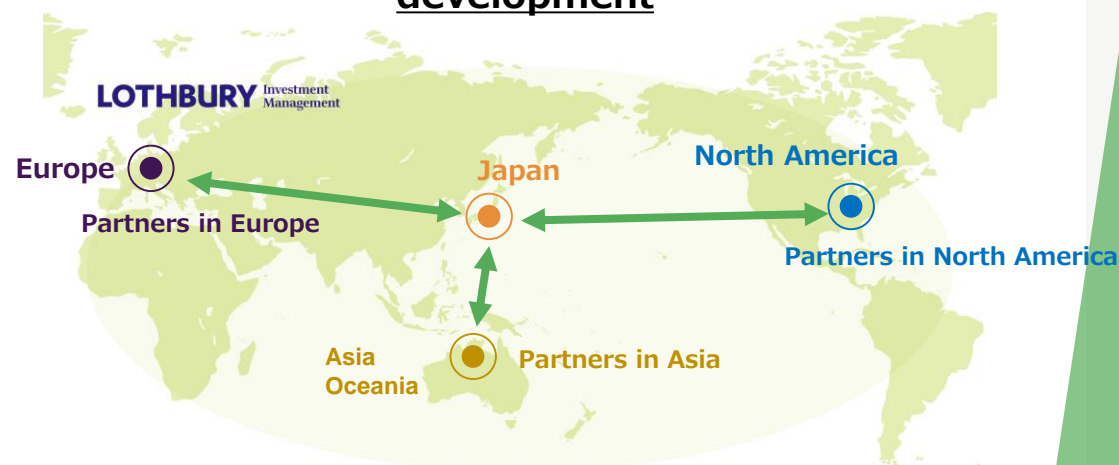 development
LOTHBURY Investment
Management
Europe
Japan
North America
Partners in Europe
Partners in North America
Asia
Oceania
Partners in Asia